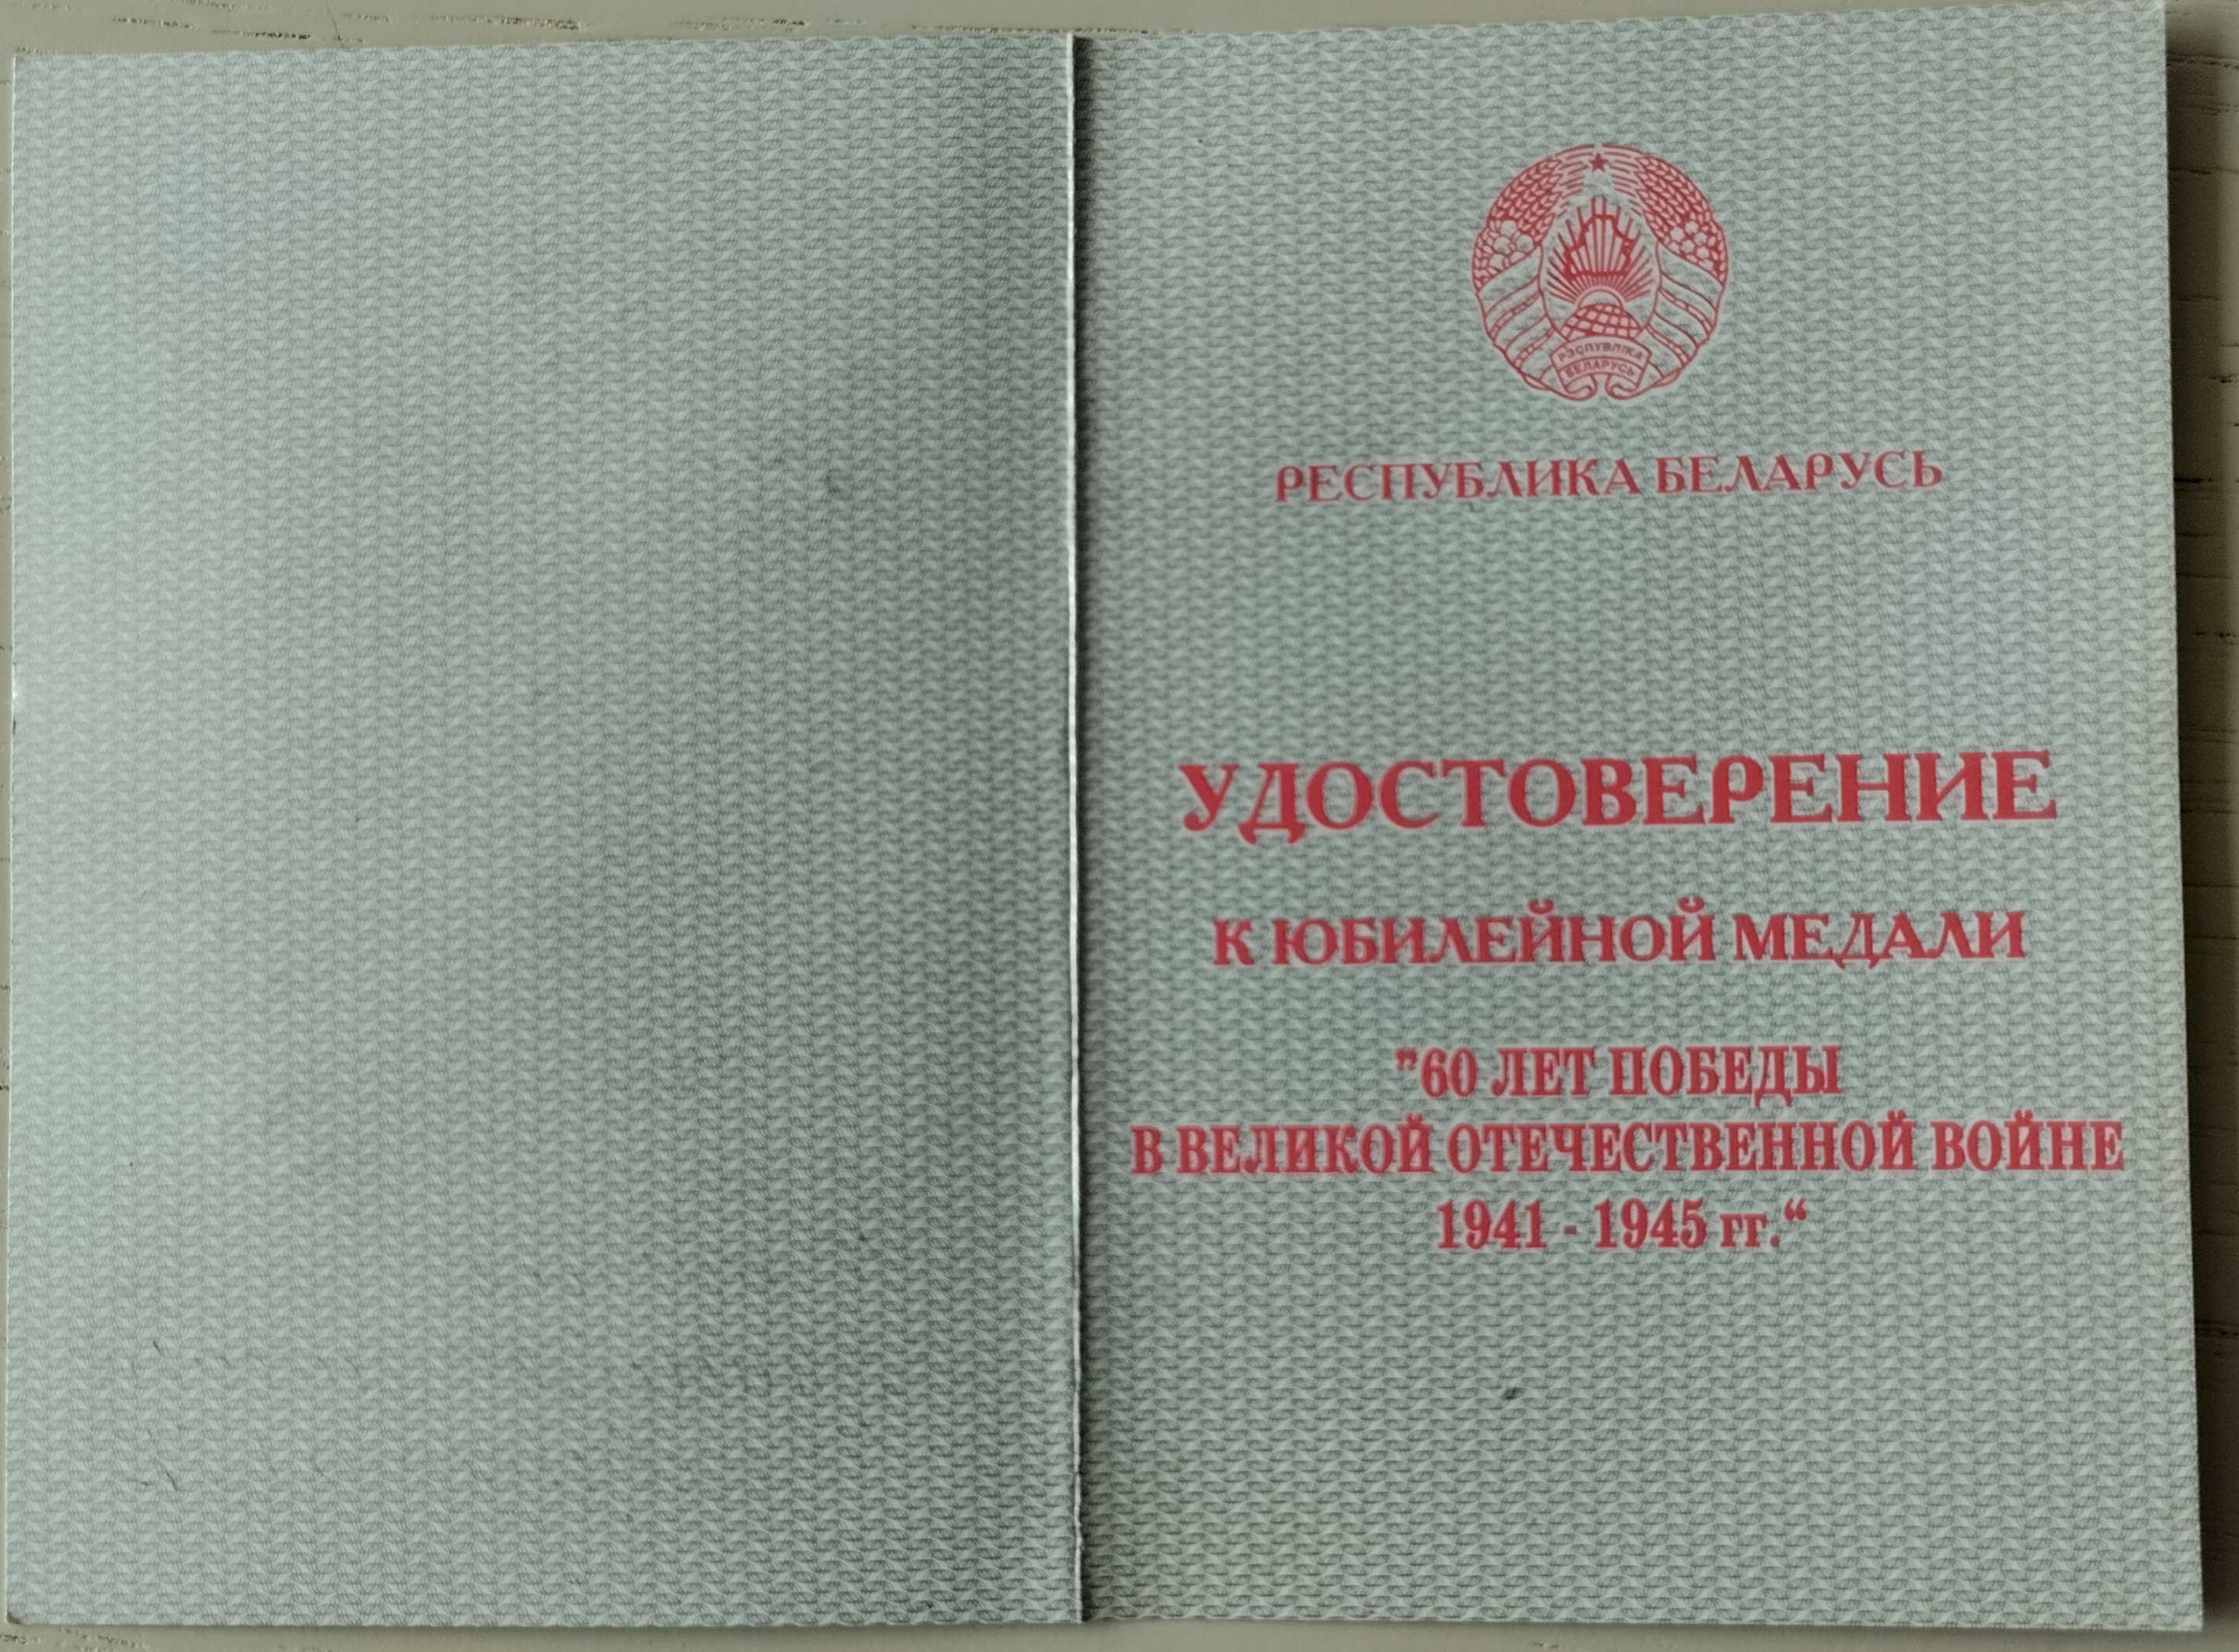 РЭСПУБЛІКА
БЕЛАРУСЬ
РЕСПУБЛИКА БЕЛАРУСЬ
УДОСТОВЕРЕНИЕ
К ЮБИЛЕЙНОЙ МЕДАЛИ
"60 ЛЕТ ПОБЕДЫ
В ВЕЛИКОЙ ОТЕЧЕСТВЕННОЙ ВОЙНЕ
1941 - 1945 гг.“